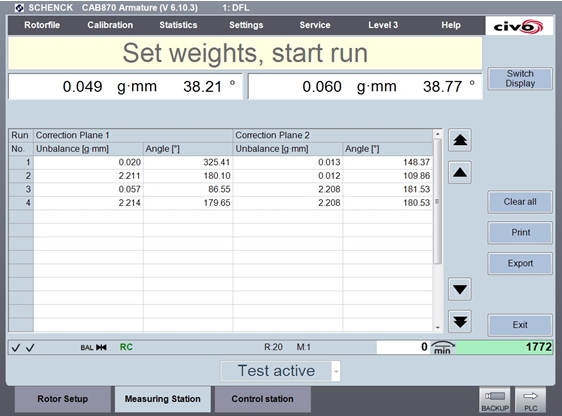 SCHENCK CAB870 Armature (V 6.10.3) 1: DFL
Rotorfile Calibration Statistics Settings Service Level 3 Help
civo
Set weights, start run
Switch
Display
0.049 g·mm 38.21 ° 0.060 g·mm 38.77 °
Run Correction Plane 1 Correction Plane 2
No. Unbalance [g·mm] Angle [°] Unbalance [g·mm] Angle [°]
1 0.020 325.41 0.013 148.37
2 2.211 180.10 0.012 109.86
3 0.057 86.55 2.208 181.53
4 2.214 179.65 2.208 180.53
Clear all
Print
Export
Exit
BAL RC R:20 M:1 0 min 1772
Test active
Rotor Setup Measuring Station Control station
BACKUP PLC